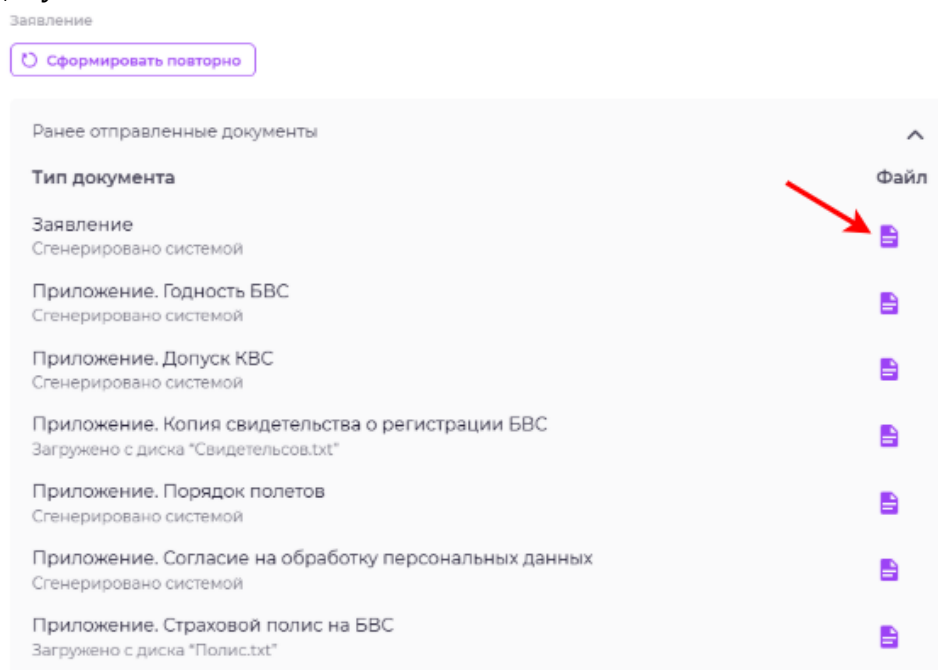 Заявление
Сформировать повторно
Ранее отправленные документы
Тип документа Файл
Заявление
Сгенерировано системой
Приложение. Годность БВС
Сгенерировано системой
Приложение. Допуск КВС
Сгенерировано системой
Приложение. Копия свидетельства о регистрации БВС
Загружено с диска "Свидетельсов.txt"
Приложение. Порядок полетов
Сгенерировано системой
Приложение. Согласие на обработку персональных данных
Сгенерировано системой
Приложение. Страховой полис на БВС
Загружено с диска "Полис.txt"